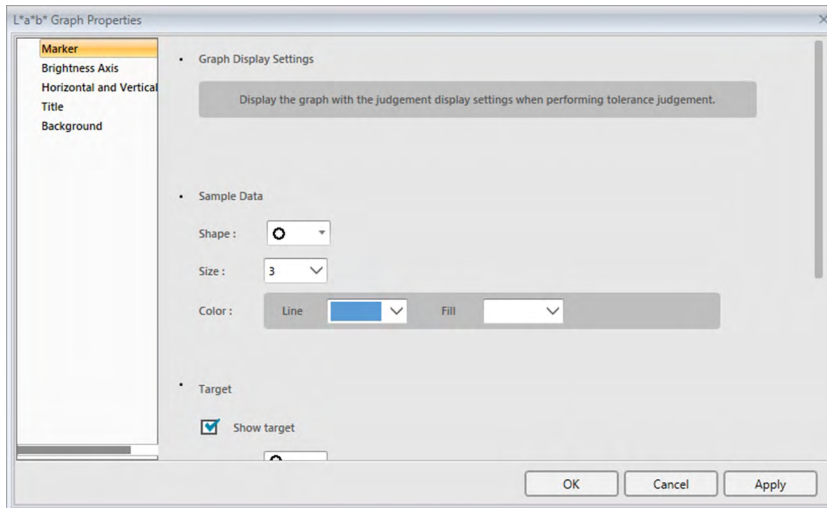 L*a*b* Graph Properties
Marker
Brightness Axis
Horizontal and Vertical
Title
Background
• Graph Display Settings
Display the graph with the judgement display settings when performing tolerance judgement.
• Sample Data
Shape :
Size : 3
Color : Line Fill
• Target
Show target
OK Cancel Apply